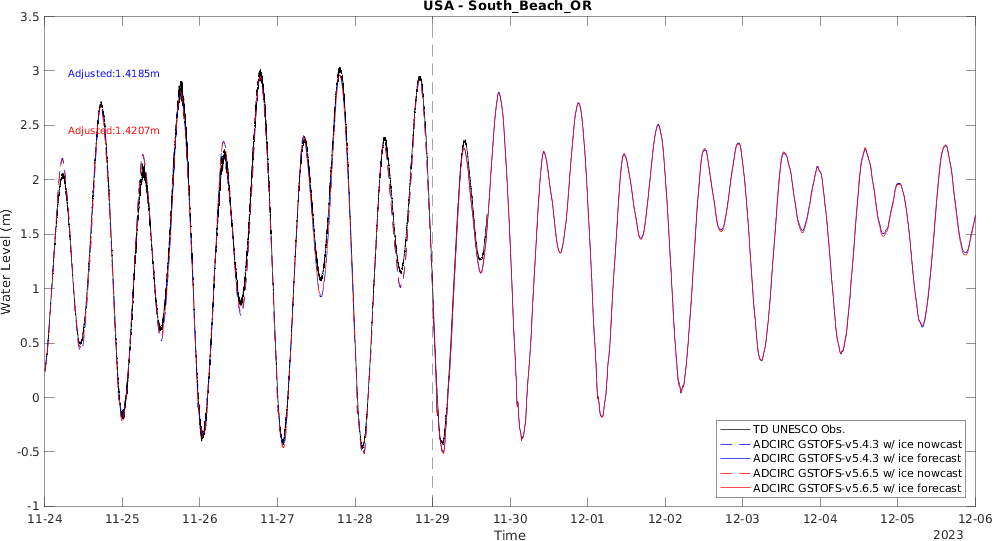 USA - South_Beach_OR
3.5
3
2.5
2
1.5
1
0.5
0
-0.5
-1
Water Level (m)
Adjusted:1.4185m
Adjusted:1.4207m
TD UNESCO Obs.
ADCIRC GSTOFS-v5.4.3 w/ ice nowcast
ADCIRC GSTOFS-v5.4.3 w/ ice forecast
ADCIRC GSTOFS-v5.6.5 w/ ice nowcast
ADCIRC GSTOFS-v5.6.5 w/ ice forecast
11-24 11-25 11-26 11-27 11-28 11-29 11-30 12-01 12-02 12-03 12-04 12-05 12-06
Time
2023